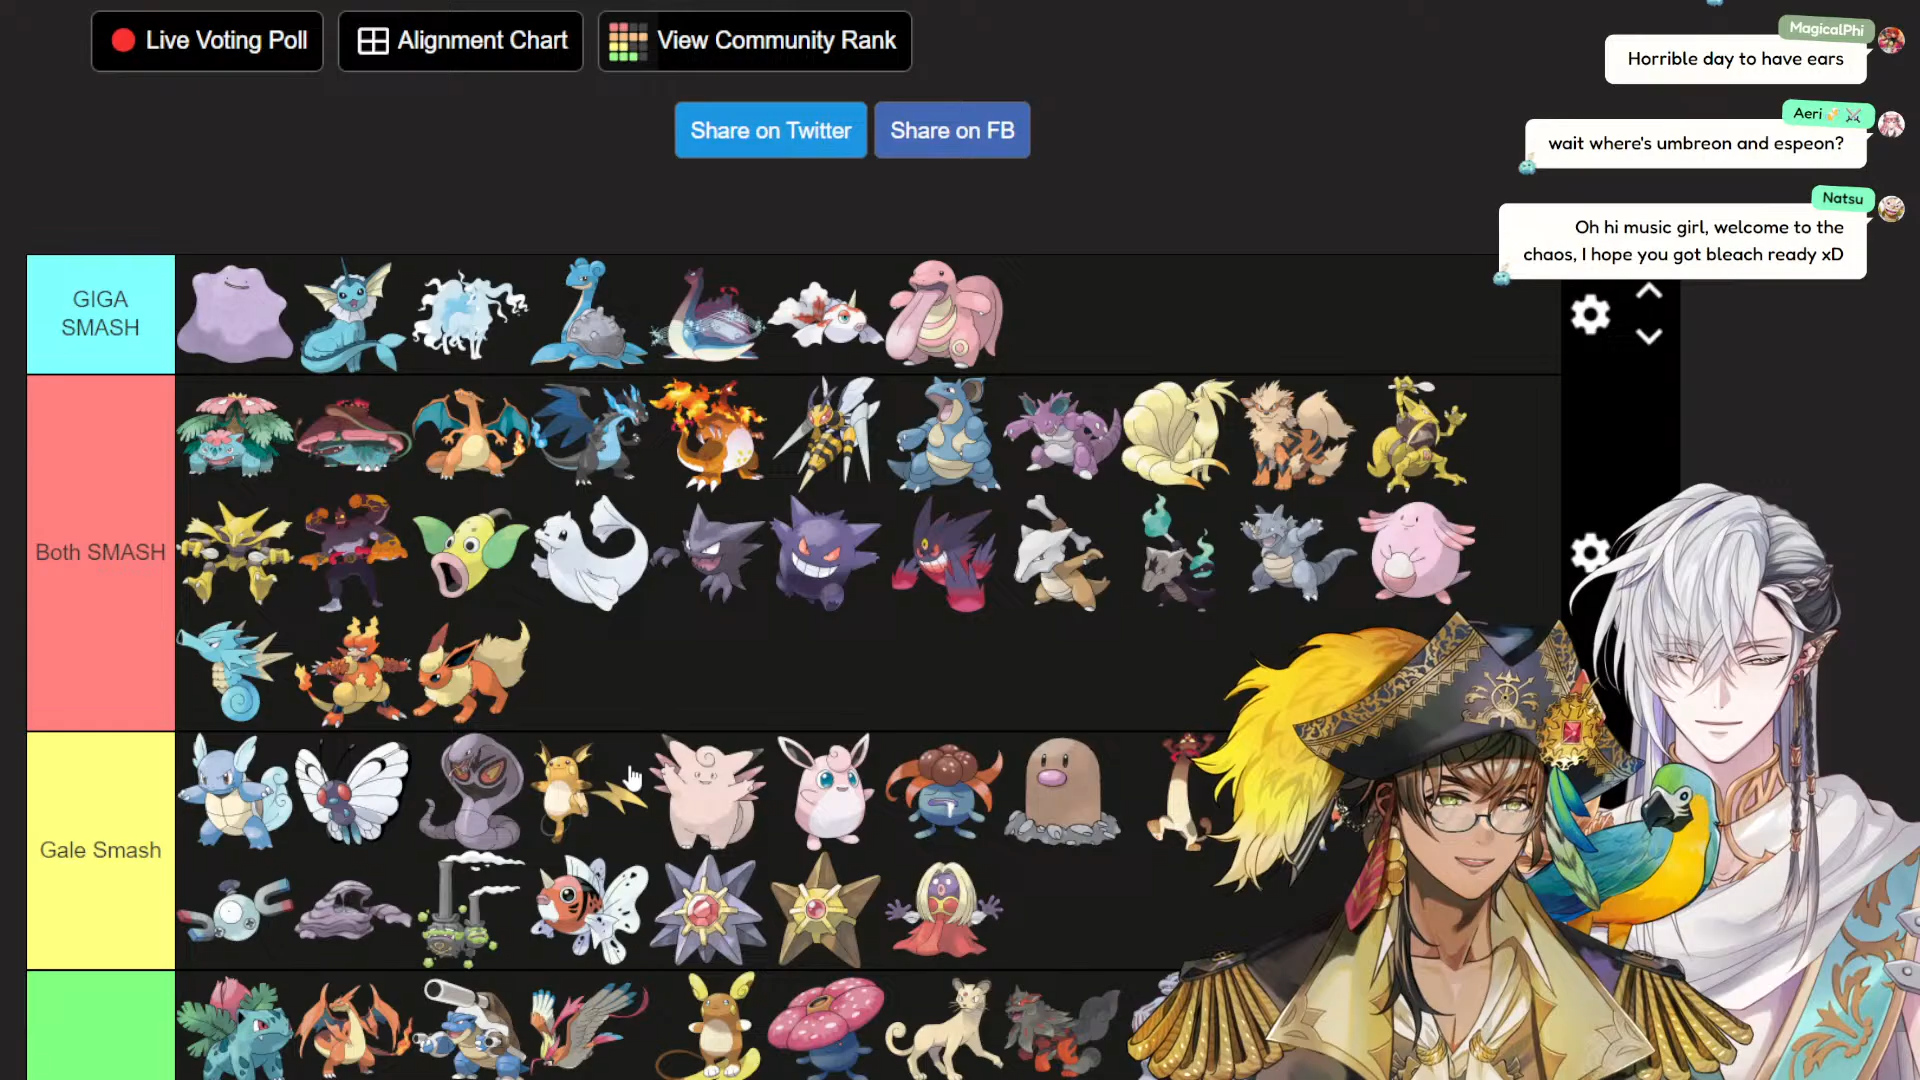 Live Voting Poll
Alignment Chart
View Community Rank
Share on Twitter
Share on FB
MagicalPhi
Horrible day to have ears
Aeri
wait where's umbreon and espeon?
Natsu
Oh hi music girl, welcome to the
chaos, I hope you got bleach ready xD
GIGA
SMASH
Both SMASH
Gale Smash